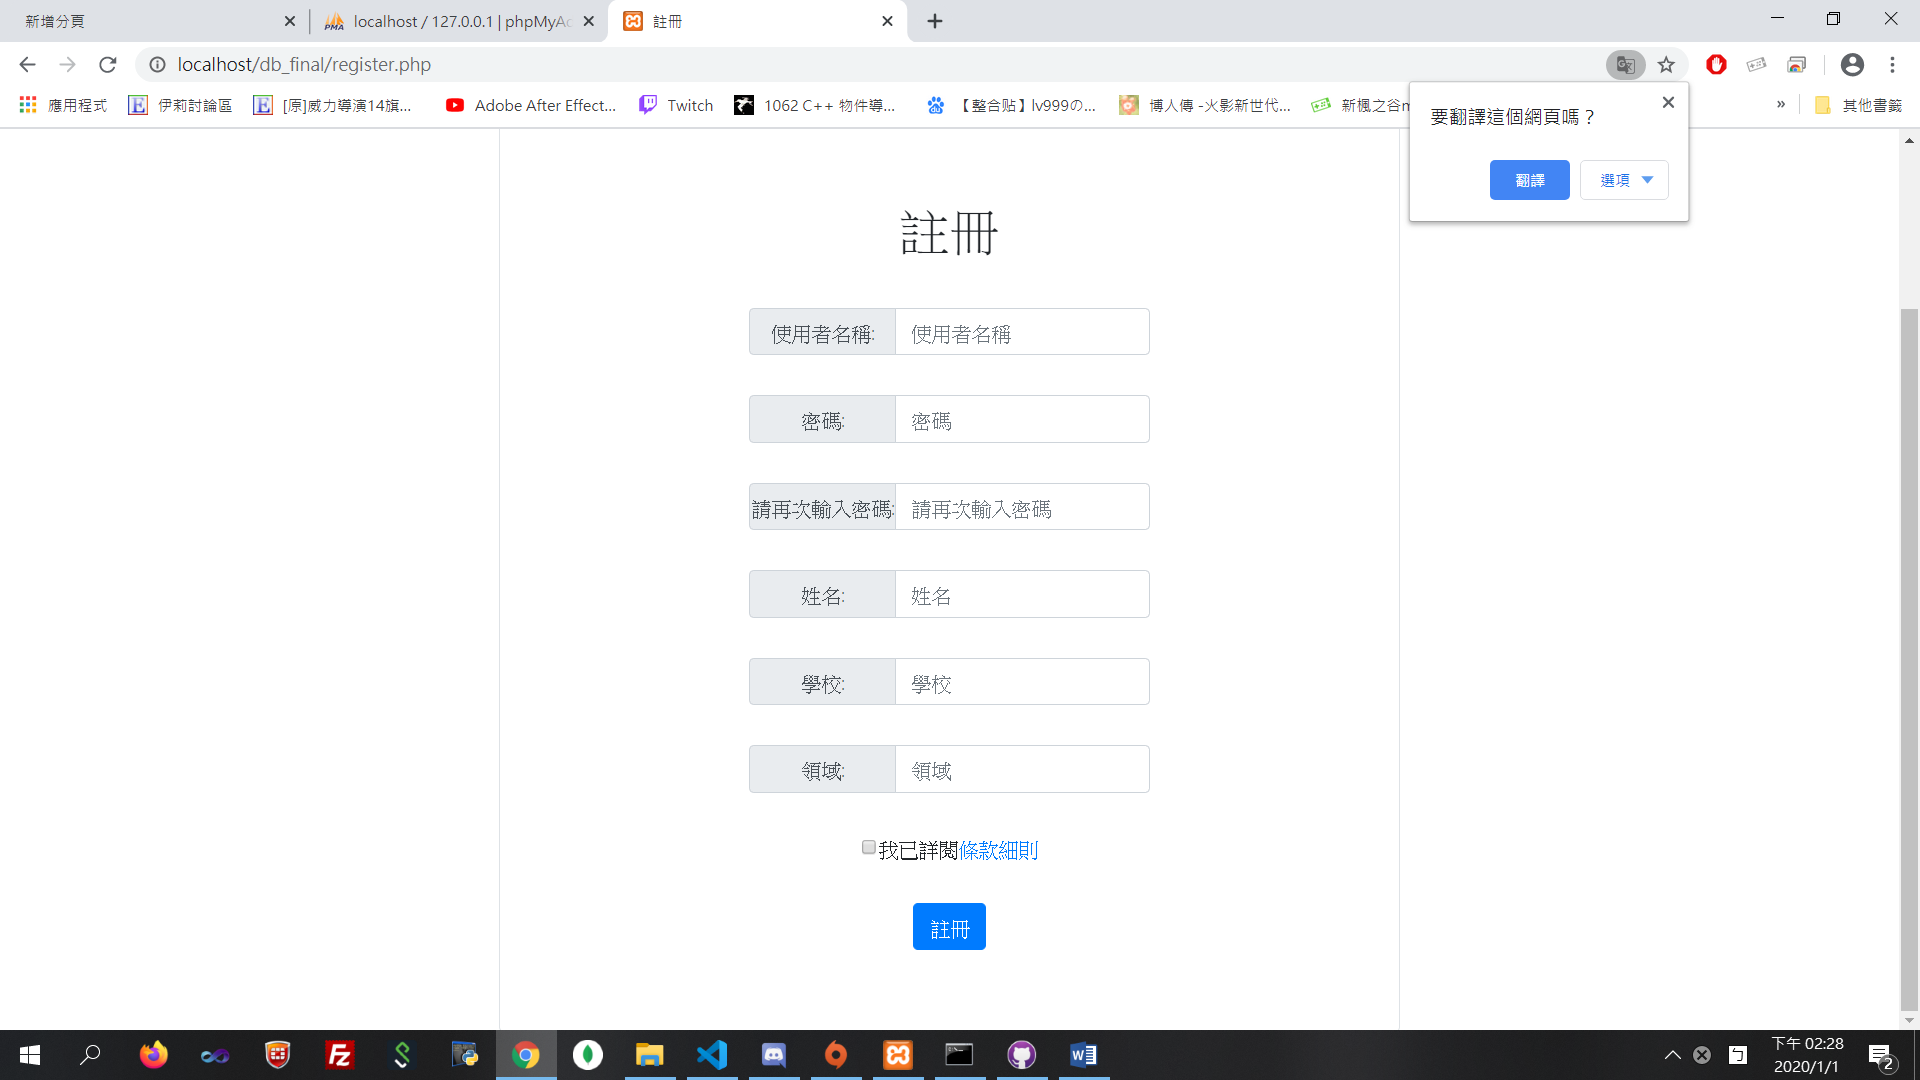 新增分頁
localhost / 127.0.0.1 | phpMyAd
註冊
localhost/db_final/register.php
應用程式
伊莉討論區
[原]威力導演14旗...
Adobe After Effect...
Twitch
1062 C++ 物件導...
【整合貼】lv999の...
博人傳 -火影新世代...
新楓之谷m
»
其他書籤
要翻譯這個網頁嗎？
翻譯
選項
註冊
使用者名稱:
使用者名稱
密碼:
密碼
請再次輸入密碼:
請再次輸入密碼
姓名:
姓名
學校:
學校
領域:
領域
我已詳閱條款細則
註冊
下午 02:28
2020/1/1
2